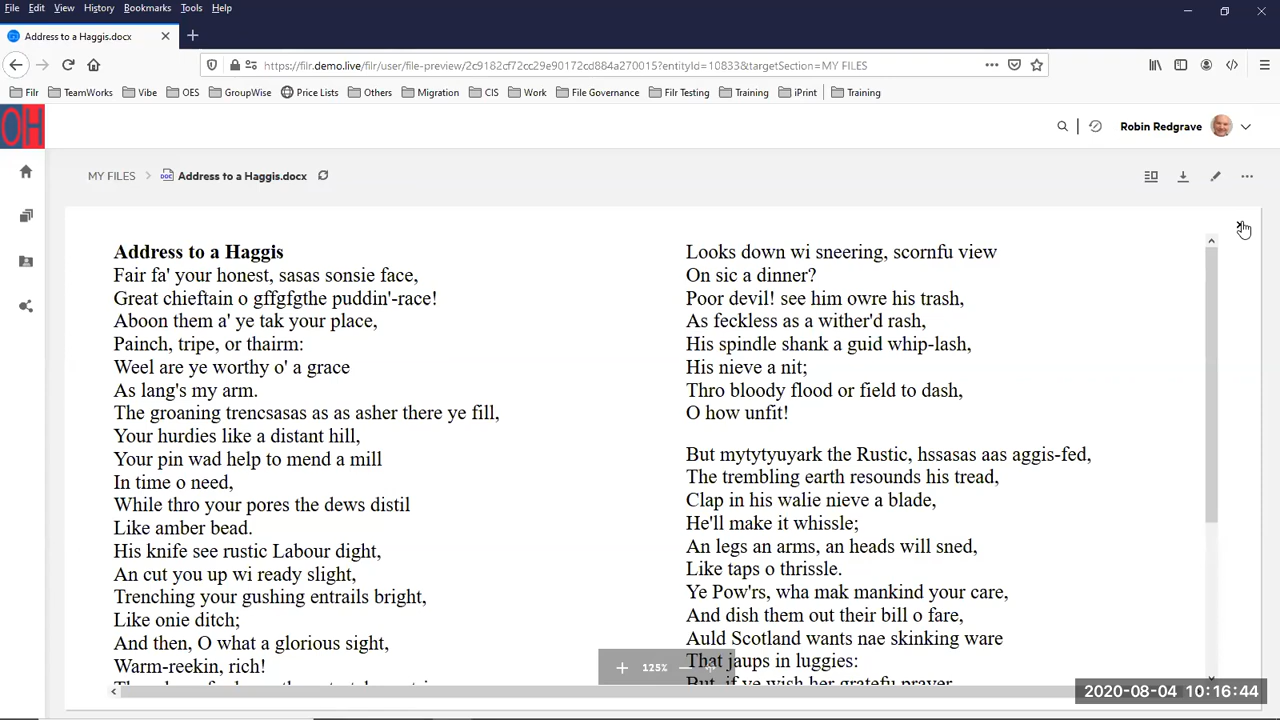 File Edit View History Bookmarks Tools Help
Address to a Haggis.docx
https://filr.demo.live/filr/user/file-preview/2c9182cf72cc29e90172cd884a270015?entityId=10833&targetSection=MY FILES
Filr TeamWorks Vibe OES GroupWise Price Lists Others Migration CIS Work File Governance Filr Testing Training iPrint Training
OH
Robin Redgrave
MY FILES Address to a Haggis.docx
Address to a Haggis
Fair fa' your honest, sasas sonsie face,
Great chieftain o gffgfgthe puddin'-race!
Aboon them a' ye tak your place,
Painch, tripe, or thairm:
Weel are ye worthy o' a grace
As lang's my arm.
The groaning trencsasas as as asher there ye fill,
Your hurdies like a distant hill,
Your pin wad help to mend a mill
In time o need,
While thro your pores the dews distil
Like amber bead.
His knife see rustic Labour dight,
An cut you up wi ready slight,
Trenching your gushing entrails bright,
Like onie ditch;
And then, O what a glorious sight,
Warm-reekin, rich!
Looks down wi sneering, scornfu view
On sic a dinner?
Poor devil! see him owre his trash,
As feckless as a wither'd rash,
His spindle shank a guid whip-lash,
His nieve a nit;
Thro bloody flood or field to dash,
O how unfit!
But mytytyuyark the Rustic, hssasas aas aggis-fed,
The trembling earth resounds his tread,
Clap in his walie nieve a blade,
He'll make it whissle;
An legs an arms, an heads will sned,
Like taps o thrissle.
Ye Pow'rs, wha mak mankind your care,
And dish them out their bill o fare,
Auld Scotland wants nae skinking ware
That jaups in luggies:
But, if ye wish her gratefu prayer
125%
2020-08-04 10:16:44